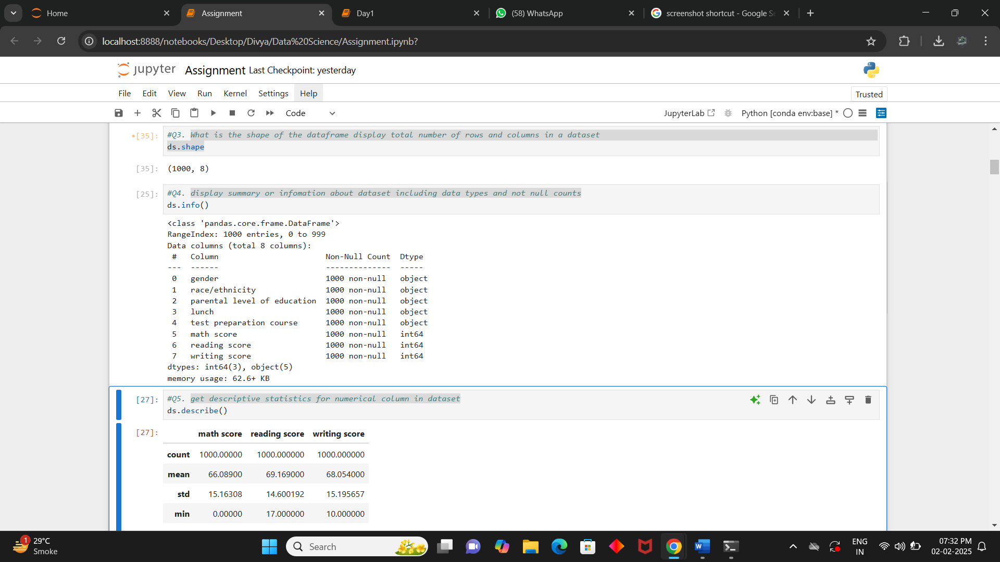 Home
Assignment
Day1
(58) WhatsApp
screenshot shortcut - Google Se
localhost:8888/notebooks/Desktop/Divya/Data%20Science/Assignment.ipynb?
jupyter Assignment Last Checkpoint: yesterday
File Edit View Run Kernel Settings Help
Trusted
Code
JupyterLab
Python [conda env:base] *
[35]: #Q3. What is the shape of the dataframe display total number of rows and columns in a dataset
ds.shape
[35]: (1000, 8)
[25]: #Q4. display summary or infomation about dataset including data types and not null counts
ds.info()
<class 'pandas.core.frame.DataFrame'>
RangeIndex: 1000 entries, 0 to 999
Data columns (total 8 columns):
# Column Non-Null Count Dtype
--- ------ -------------- -----
0 gender 1000 non-null object
1 race/ethnicity 1000 non-null object
2 parental level of education 1000 non-null object
3 lunch 1000 non-null object
4 test preparation course 1000 non-null object
5 math score 1000 non-null int64
6 reading score 1000 non-null int64
7 writing score 1000 non-null int64
dtypes: int64(3), object(5)
memory usage: 62.6+ KB
[27]: #Q5. get descriptive statistics for numerical column in dataset
ds.describe()
[27]: math score reading score writing score
count 1000.00000 1000.000000 1000.000000
mean 66.08900 69.169000 68.054000
std 15.16308 14.600192 15.195657
min 0.00000 17.000000 10.000000
1
29°C
Smoke
Search
ENG
IN
07:32 PM
02-02-2025